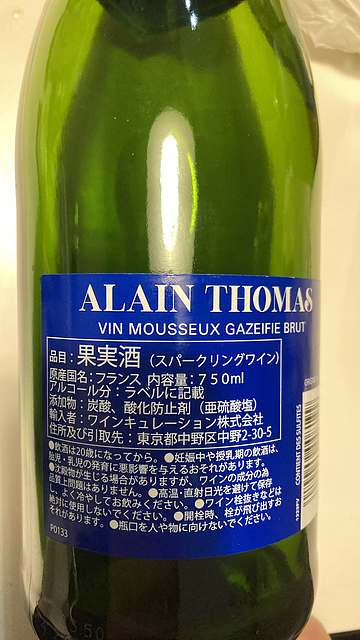 ALAIN THOMAS
VIN MOUSSEUX GAZEIFIE BRUT
品目：果実酒（スパークリングワイン）
原産国名：フランス 内容量：750ml
アルコール分：ラベルに記載
添加物：炭酸、酸化防止剤（亜硫酸塩）
輸入者：ワインキュレーション株式会社
住所及び引取先：東京都中野区中野2-30-5
●飲酒は20歳になってから。●妊娠中や授乳期の飲酒は、
胎児・乳児の発育に悪影響を与えるおそれがあります。
●沈殿物が生じる場合がありますが、ワインの成分の為
品質上問題はありません。●高温・直射日光を避けて保存
し、よく冷やしてお飲みください。●ワイン栓抜きなどは
絶対に使用しないでください。●開栓時、栓が飛び出すお
それがあります。●瓶口を人や物に向けないでください。
P0133
CONTIENT DES SULFITES